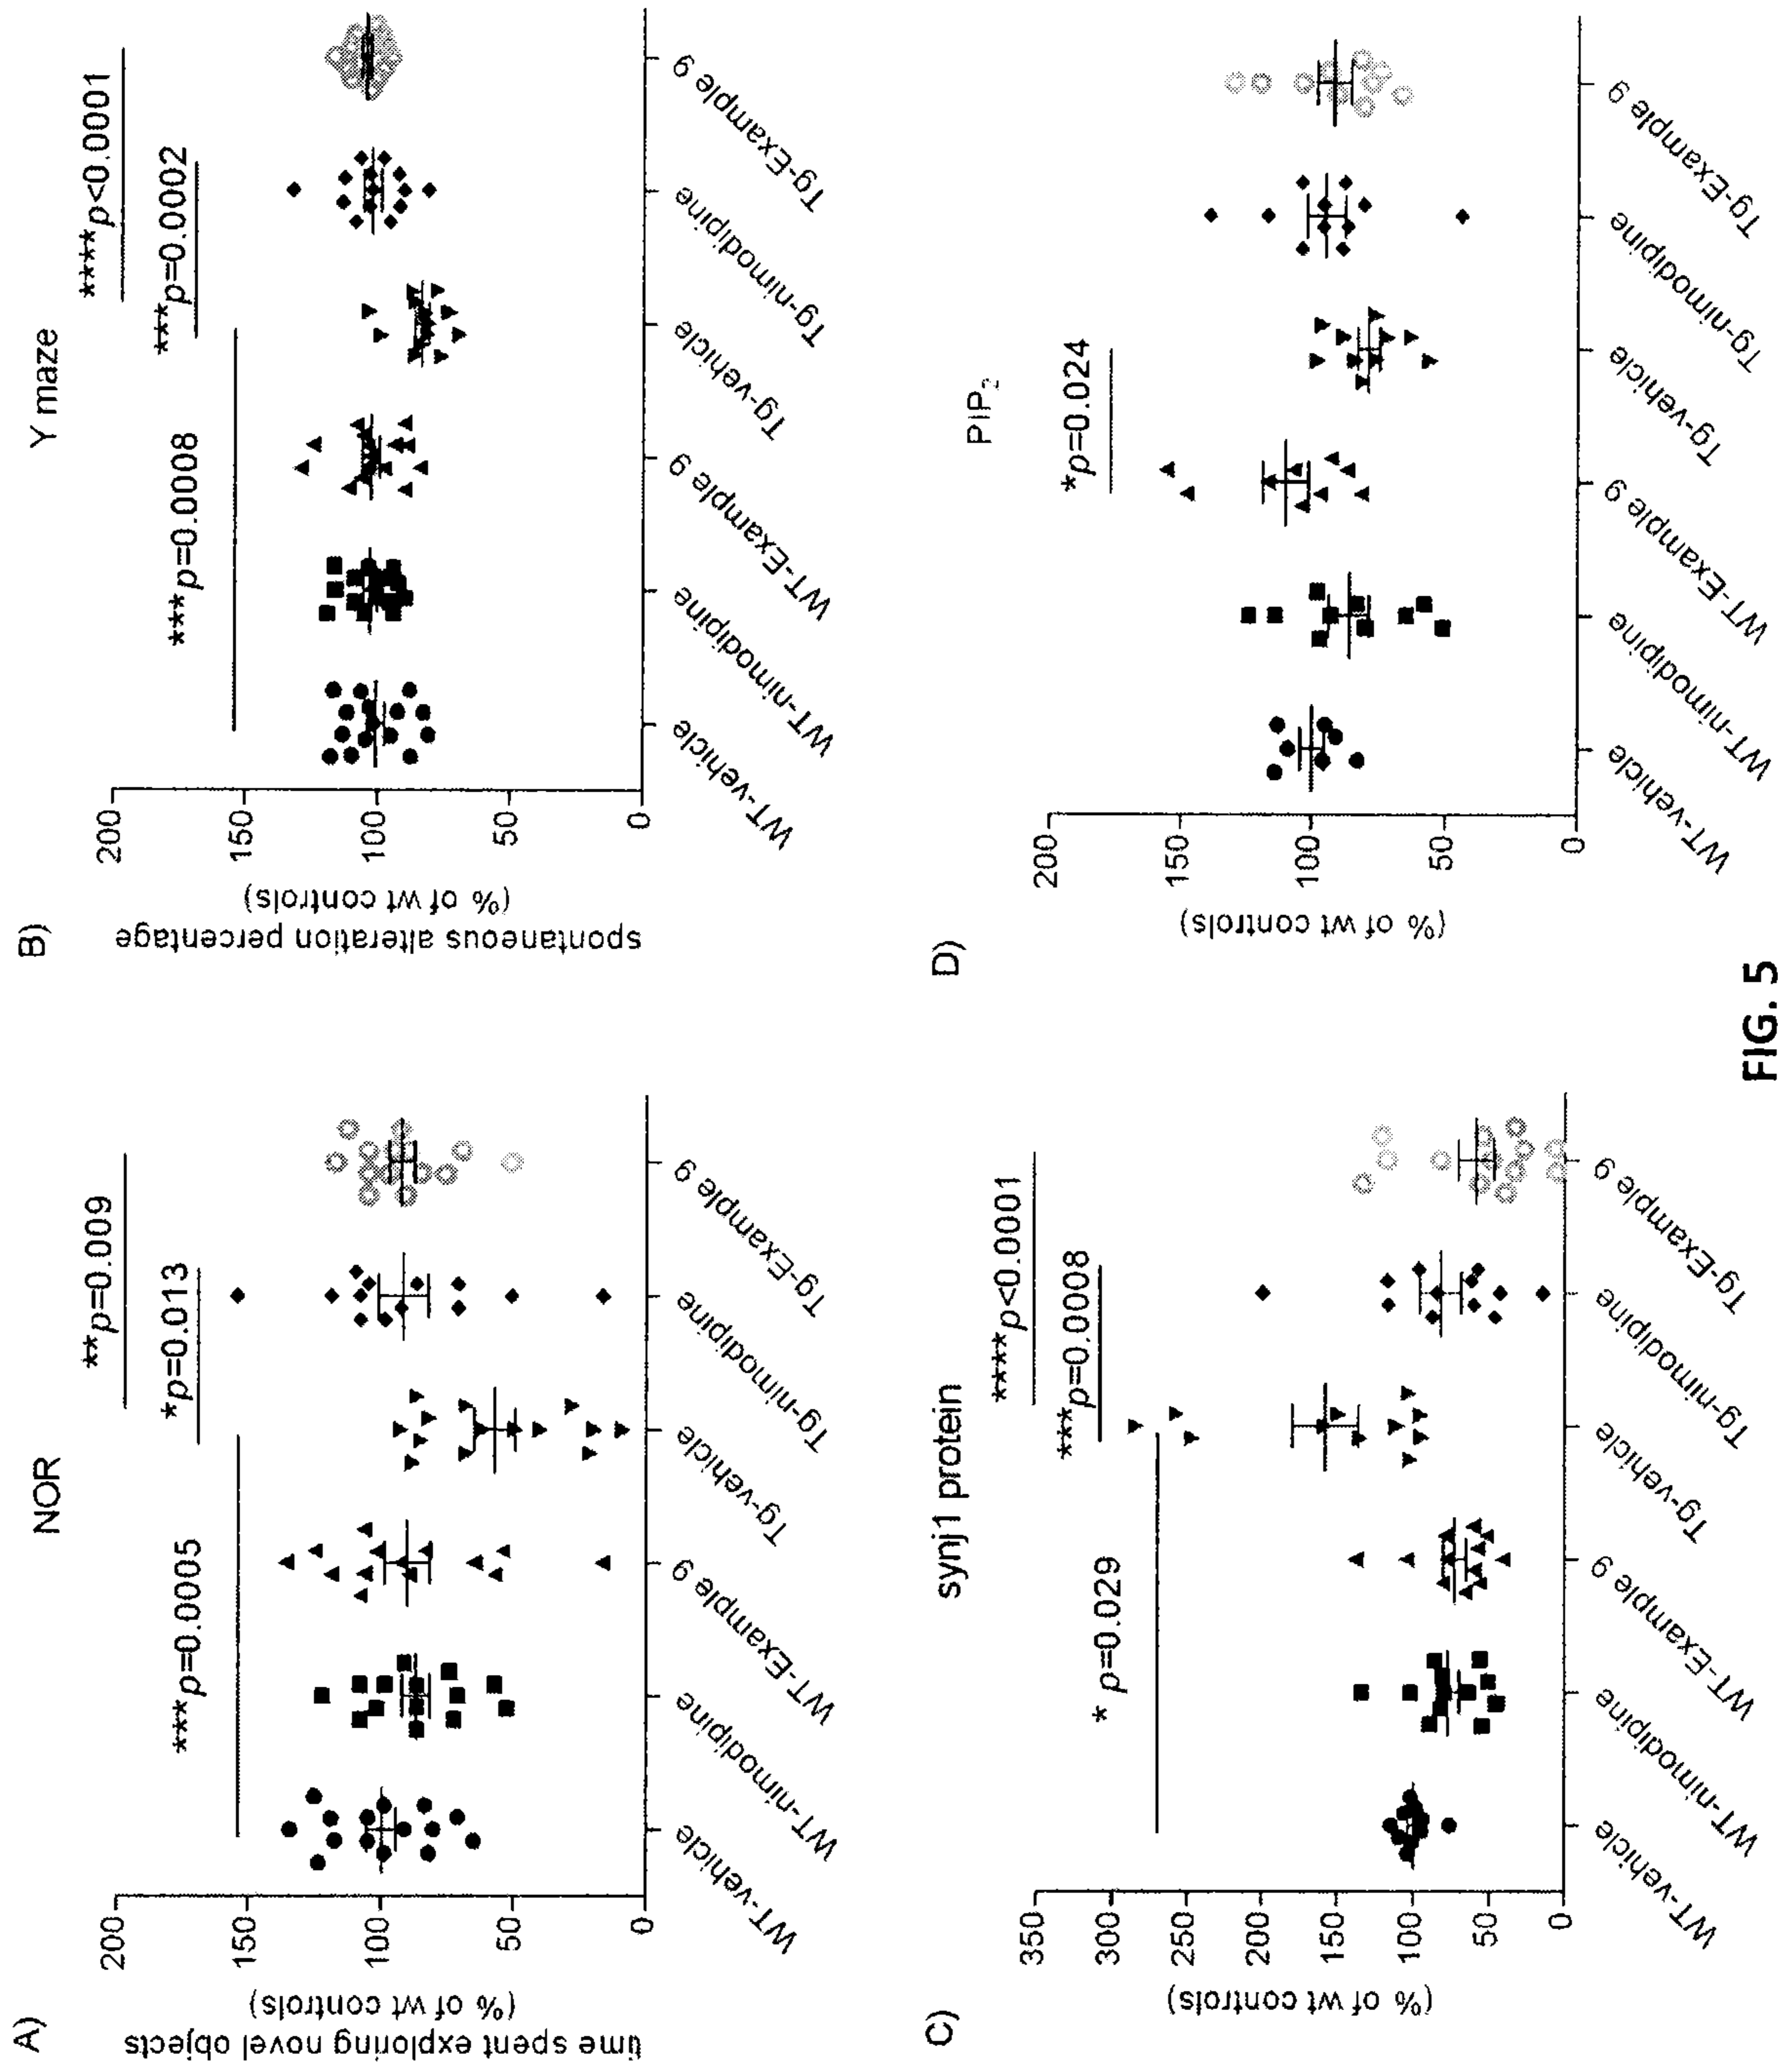 A)
NOR
time spent exploring novel objects
(% of wt controls)
200
150
100
50
0
***p=0.0005
*p=0.013
**p=0.009
WT-vehicle
WT-nimodipine
WT-Example 9
Tg-vehicle
Tg-nimodipine
Tg-Example 9
B)
Y maze
spontaneous alteration percentage
(% of wt controls)
200
150
100
50
0
***p=0.0008
***p=0.0002
****p<0.0001
WT-vehicle
WT-nimodipine
WT-Example 9
Tg-vehicle
Tg-nimodipine
Tg-Example 9
C)
synj1 protein
(% of wt controls)
350
300
250
200
150
100
50
0
* p=0.029
***p=0.0008
****p<0.0001
WT-vehicle
WT-nimodipine
WT-Example 9
Tg-vehicle
Tg-nimodipine
Tg-Example 9
D)
PIP₂
(% of wt controls)
200
150
100
50
0
*p=0.024
WT-vehicle
WT-nimodipine
WT-Example 9
Tg-vehicle
Tg-nimodipine
Tg-Example 9
FIG. 5